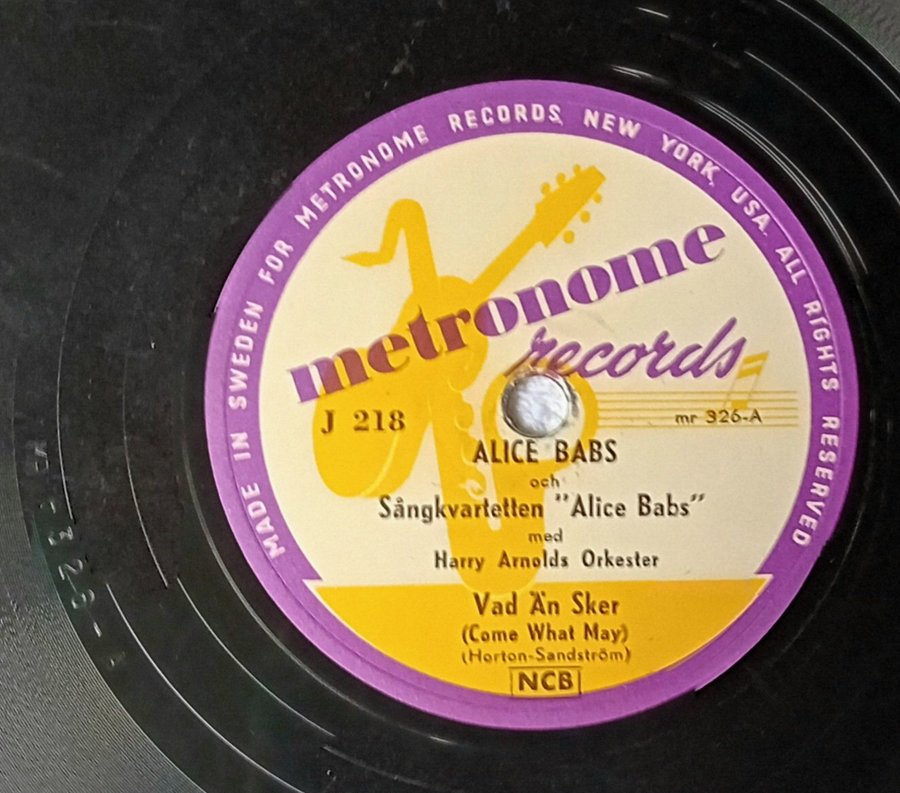 MADE IN SWEDEN FOR METRONOME RECORDS, NEW YORK, USA. ALL RIGHTS RESERVED
metronome
records
J 218
mr 326-A
ALICE BABS
och
Sångkvartetten "Alice Babs"
med
Harry Arnolds Orkester
Vad Än Sker
(Come What May)
(Horton-Sandström)
NCB